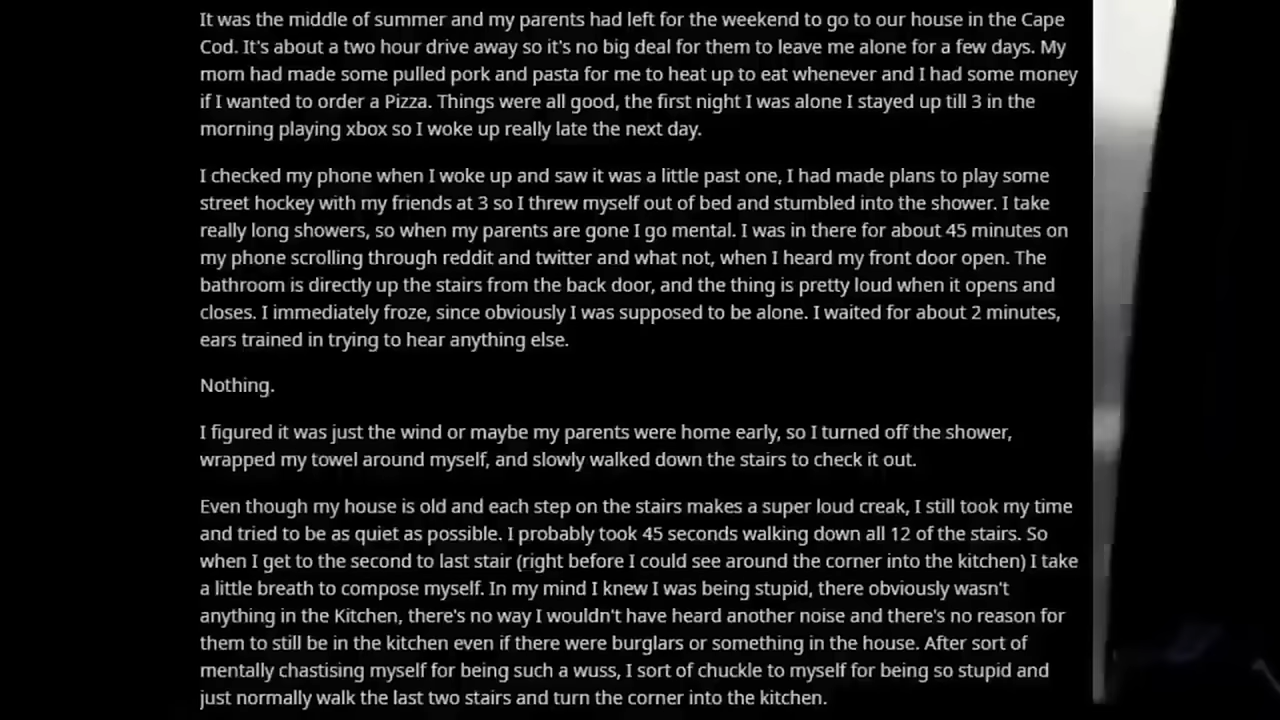 It was the middle of summer and my parents had left for the weekend to go to our house in the Cape
Cod. It's about a two hour drive away so it's no big deal for them to leave me alone for a few days. My
mom had made some pulled pork and pasta for me to heat up to eat whenever and I had some money
if I wanted to order a Pizza. Things were all good, the first night I was alone I stayed up till 3 in the
morning playing xbox so I woke up really late the next day.
I checked my phone when I woke up and saw it was a little past one, I had made plans to play some
street hockey with my friends at 3 so I threw myself out of bed and stumbled into the shower. I take
really long showers, so when my parents are gone I go mental. I was in there for about 45 minutes on
my phone scrolling through reddit and twitter and what not, when I heard my front door open. The
bathroom is directly up the stairs from the back door, and the thing is pretty loud when it opens and
closes. I immediately froze, since obviously I was supposed to be alone. I waited for about 2 minutes,
ears trained in trying to hear anything else.
Nothing.
I figured it was just the wind or maybe my parents were home early, so I turned off the shower,
wrapped my towel around myself, and slowly walked down the stairs to check it out.
Even though my house is old and each step on the stairs makes a super loud creak, I still took my time
and tried to be as quiet as possible. I probably took 45 seconds walking down all 12 of the stairs. So
when I get to the second to last stair (right before I could see around the corner into the kitchen) I take
a little breath to compose myself. In my mind I knew I was being stupid, there obviously wasn't
anything in the Kitchen, there's no way I wouldn't have heard another noise and there's no reason for
them to still be in the kitchen even if there were burglars or something in the house. After sort of
mentally chastising myself for being such a wuss, I sort of chuckle to myself for being so stupid and
just normally walk the last two stairs and turn the corner into the kitchen.